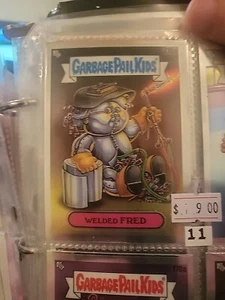 GARBAGE PAIL KIDS
WELDED FRED
$ 9 00
11
GARBAGE PAIL KIDS